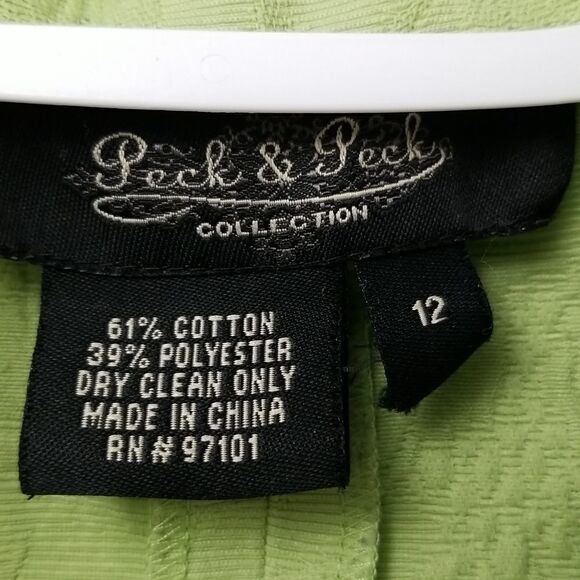 Peck & Peck
COLLECTION
12
61% COTTON
39% POLYESTER
DRY CLEAN ONLY
MADE IN CHINA
RN# 97101